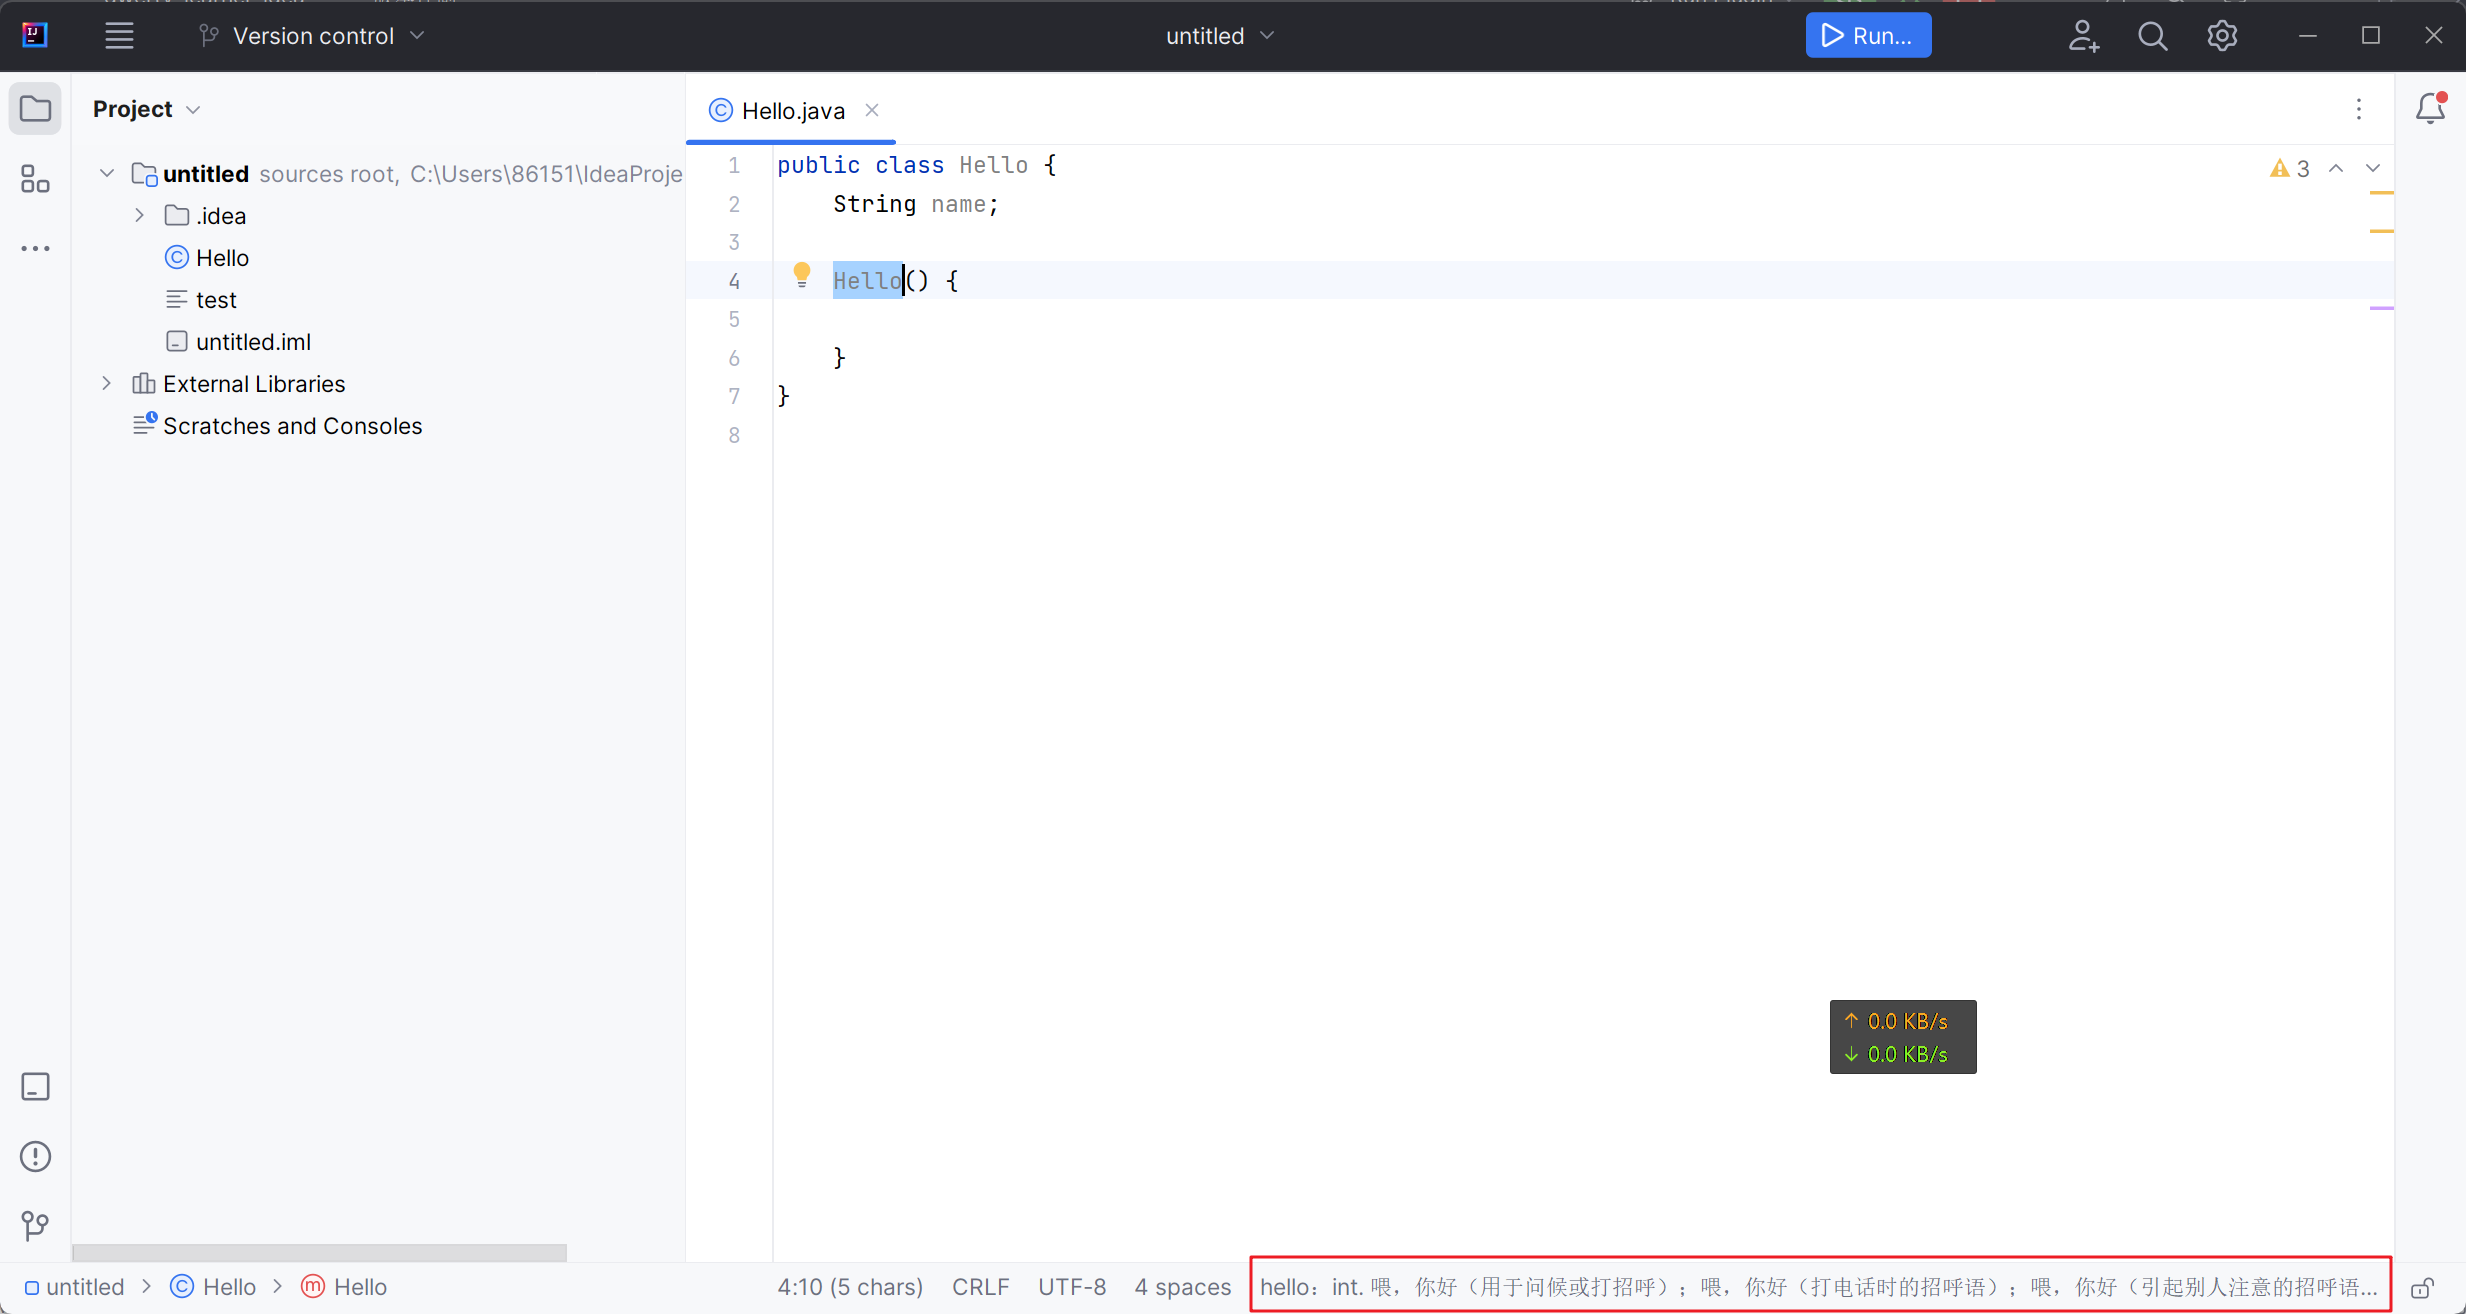 Version control
untitled
Run...
Project
Hello.java
untitled sources root, C:\Users\86151\IdeaProje
.idea
Hello
test
untitled.iml
External Libraries
Scratches and Consoles
1 public class Hello {
2 String name;
3
4 Hello() {
5
6 }
7 }
8
3
↑ 0.0 KB/s
↓ 0.0 KB/s
untitled > Hello > Hello
4:10 (5 chars) CRLF UTF-8 4 spaces hello：int. 喂，你好（用于问候或打招呼）；喂，你好（打电话时的招呼语）；喂，你好（引起别人注意的招呼语...